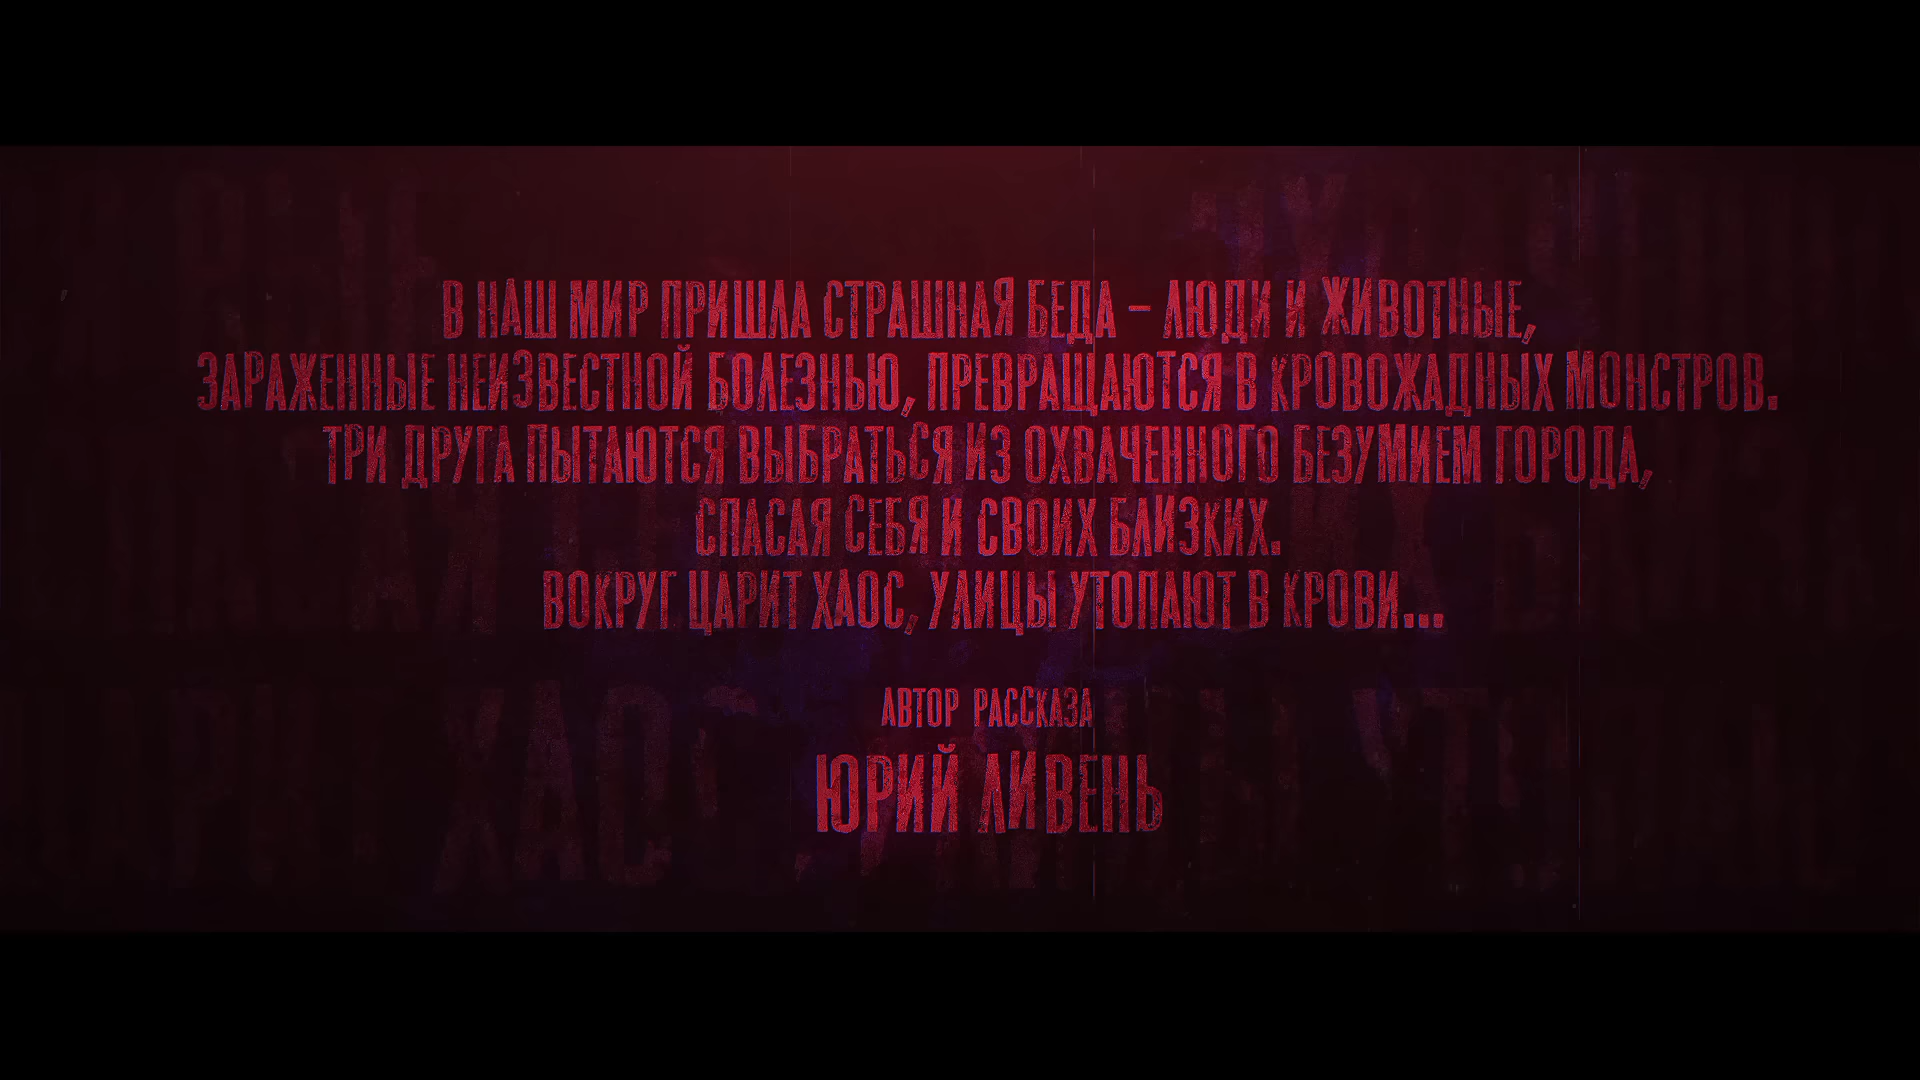 В НАШ МИР ПРИШЛА СТРАШНАЯ БЕДА – ЛЮДИ И ЖИВОТНЫЕ,
ЗАРАЖЕННЫЕ НЕИЗВЕСТНОЙ БОЛЕЗНЬЮ, ПРЕВРАЩАЮТСЯ В КРОВОЖАДНЫХ МОНСТРОВ.
ТРИ ДРУГА ПЫТАЮТСЯ ВЫБРАТЬСЯ ИЗ ОХВАЧЕННОГО БЕЗУМИЕМ ГОРОДА,
СПАСАЯ СЕБЯ И СВОИХ БЛИЗКИХ.
ВОКРУГ ЦАРИТ ХАОС, УЛИЦЫ УТОПАЮТ В КРОВИ...
АВТОР РАССКАЗА
ЮРИЙ ЛИВЕНЬ